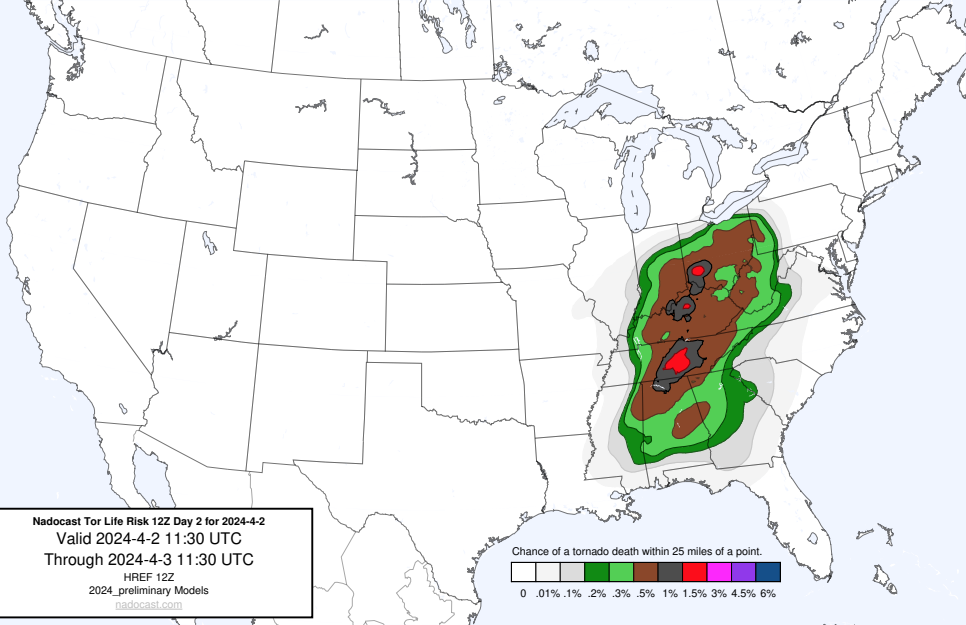 Nadocast Tor Life Risk 12Z Day 2 for 2024-4-2
Valid 2024-4-2 11:30 UTC
Through 2024-4-3 11:30 UTC
HREF 12Z
2024_preliminary Models
nadocast.com
Chance of a tornado death within 25 miles of a point.
0 .01% .1% .2% .3% .5% 1% 1.5% 3% 4.5% 6%